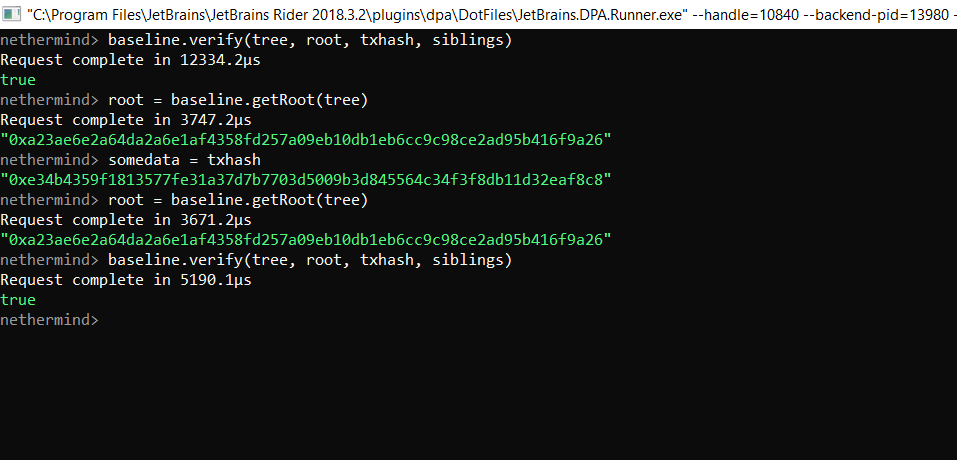 "C:\Program Files\JetBrains\JetBrains Rider 2018.3.2\plugins\dpa\DotFiles\JetBrains.DPA.Runner.exe" --handle=10840 --backend-pid=13980 -
nethermind> baseline.verify(tree, root, txhash, siblings)
Request complete in 12334.2μs
true
nethermind> root = baseline.getRoot(tree)
Request complete in 3747.2μs
"0xa23ae6e2a64da2a6e1af4358fd257a09eb10db1eb6cc9c98ce2ad95b416f9a26"
nethermind> somedata = txhash
"0xe34b4359f1813577fe31a37d7b7703d5009b3d845564c34f3f8db11d32eaf8c8"
nethermind> root = baseline.getRoot(tree)
Request complete in 3671.2μs
"0xa23ae6e2a64da2a6e1af4358fd257a09eb10db1eb6cc9c98ce2ad95b416f9a26"
nethermind> baseline.verify(tree, root, txhash, siblings)
Request complete in 5190.1μs
true
nethermind>